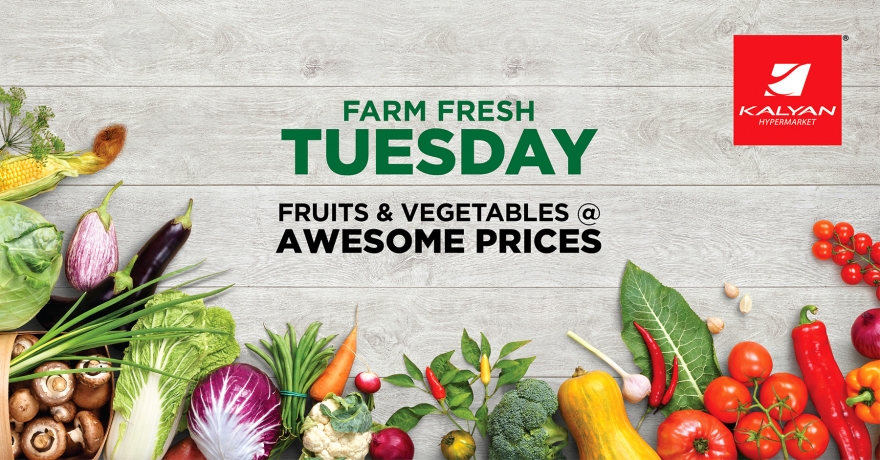 FARM FRESH
TUESDAY
FRUITS & VEGETABLES @
AWESOME PRICES
®
KALYAN
HYPERMARKET